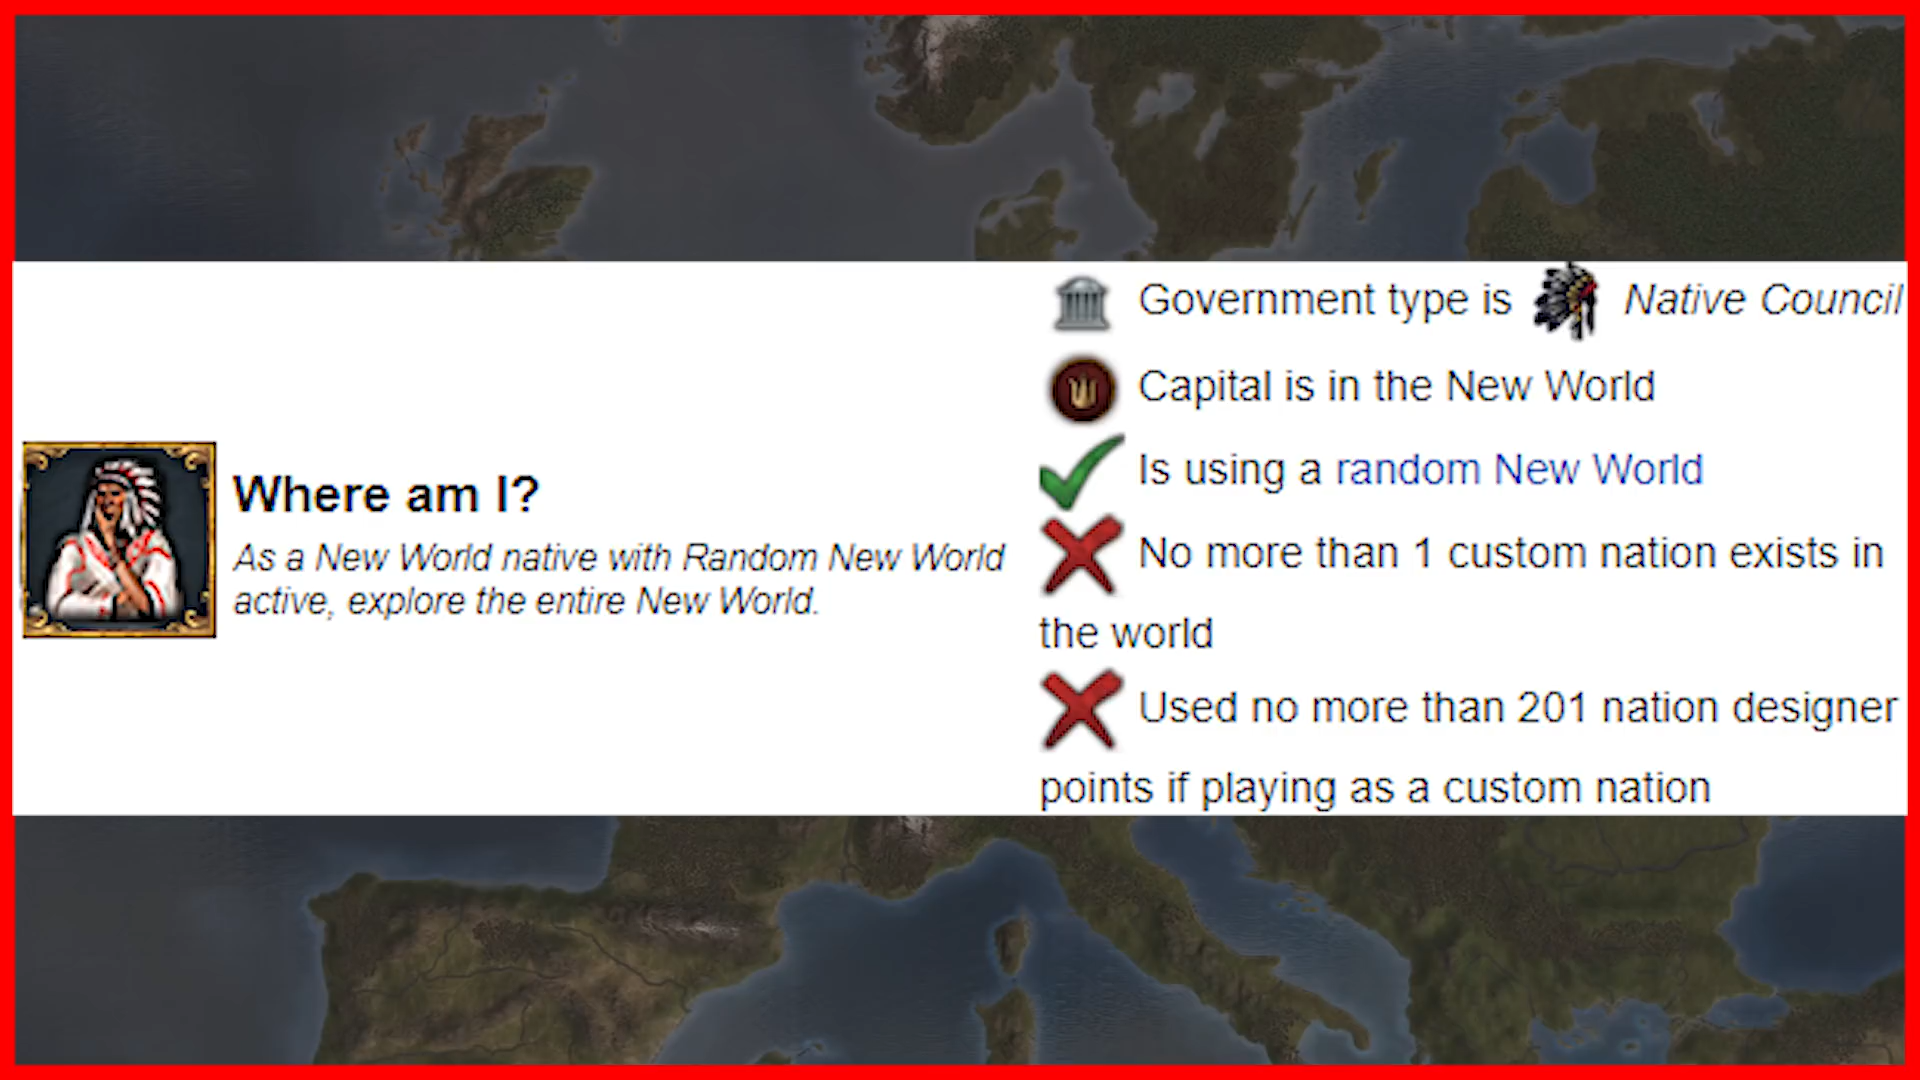 Where am I?
As a New World native with Random New World
active, explore the entire New World.
Government type is Native Council
Capital is in the New World
Is using a random New World
No more than 1 custom nation exists in
the world
Used no more than 201 nation designer
points if playing as a custom nation